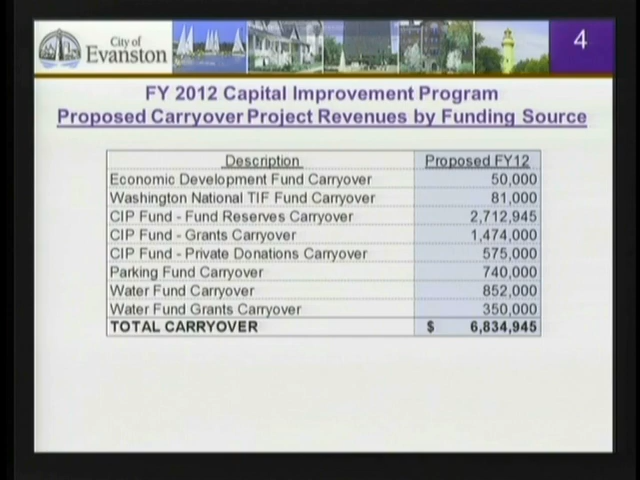 City of
Evanston
4
FY 2012 Capital Improvement Program
Proposed Carryover Project Revenues by Funding Source
Description Proposed FY12
Economic Development Fund Carryover 50,000
Washington National TIF Fund Carryover 81,000
CIP Fund - Fund Reserves Carryover 2,712,945
CIP Fund - Grants Carryover 1,474,000
CIP Fund - Private Donations Carryover 575,000
Parking Fund Carryover 740,000
Water Fund Carryover 852,000
Water Fund Grants Carryover 350,000
TOTAL CARRYOVER $ 6,834,945